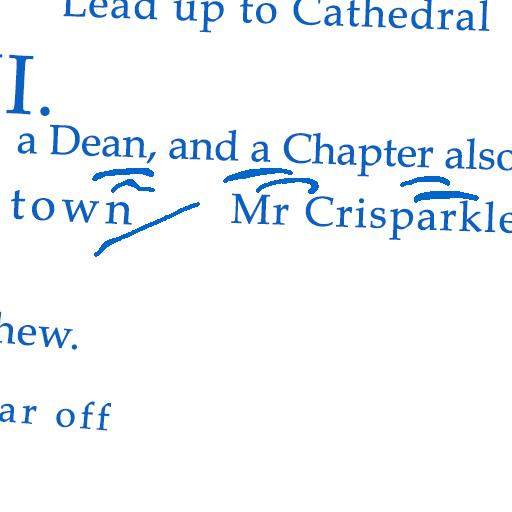 Lead up to Cathedral
I.
a Dean, and a Chapter also
town Mr Crisparkle
hew.
ar off